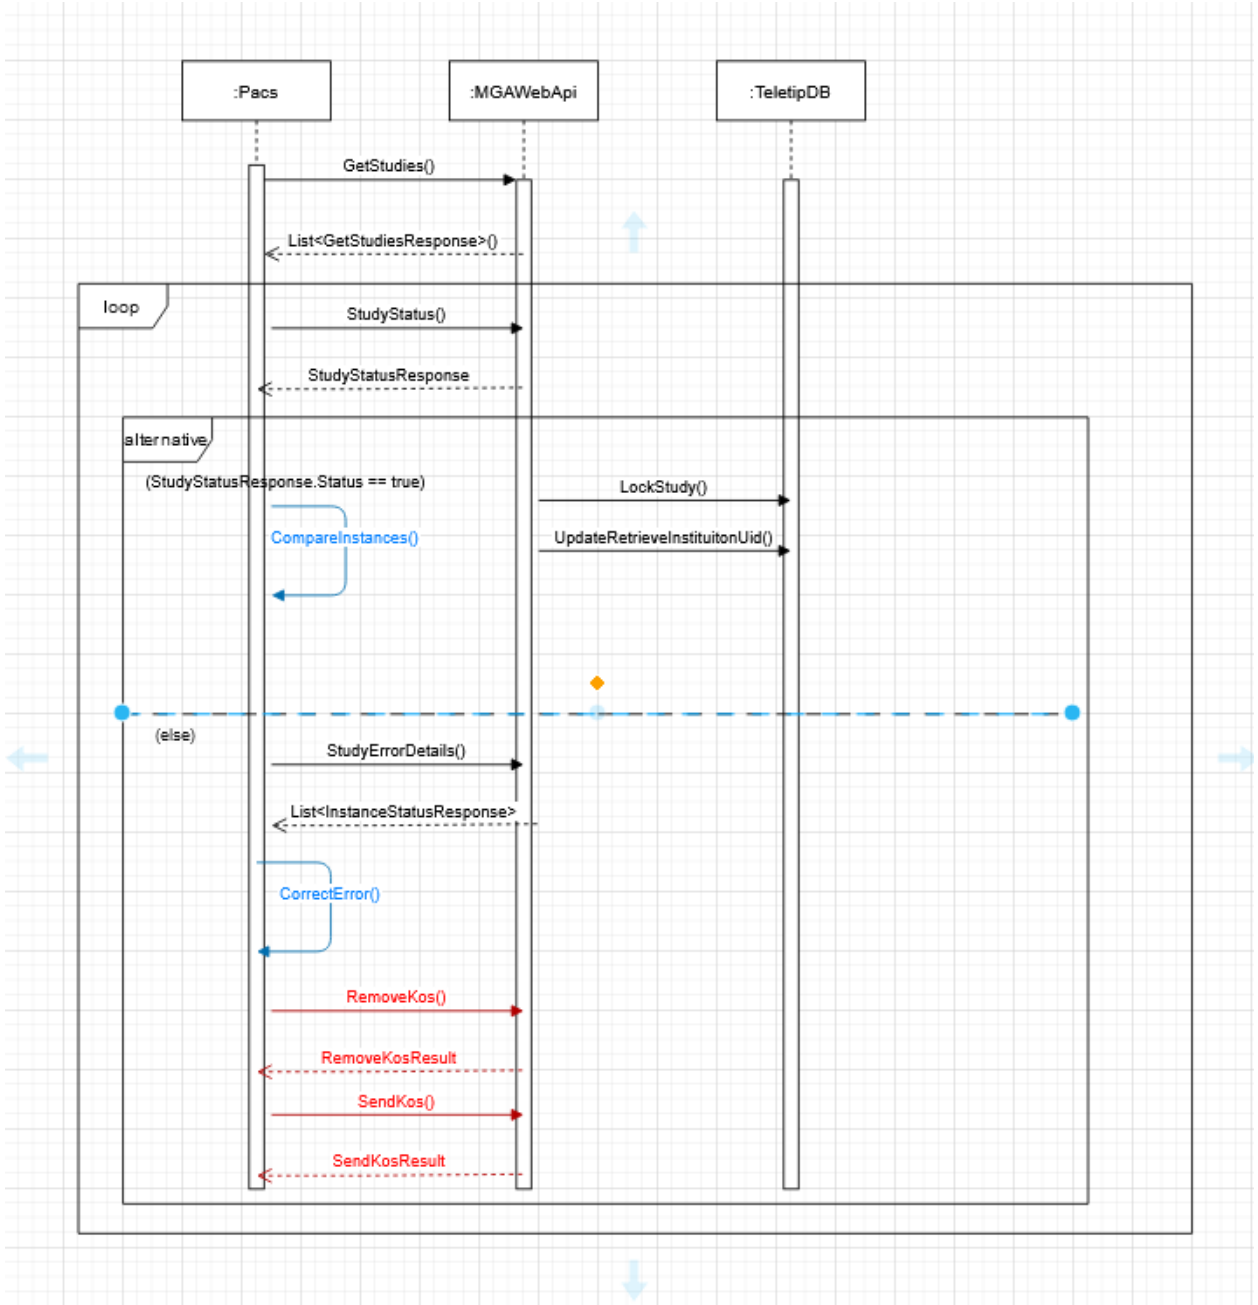 :Pacs
:MGAWebApi
:TeletipDB
GetStudies()
List<GetStudiesResponse>()
loop
StudyStatus()
StudyStatusResponse
alternative
(StudyStatusResponse.Status == true)
LockStudy()
CompareInstances()
UpdateRetrieveInstituitonUid()
(else)
StudyErrorDetails()
List<InstanceStatusResponse>
CorrectError()
RemoveKos()
RemoveKosResult
SendKos()
SendKosResult